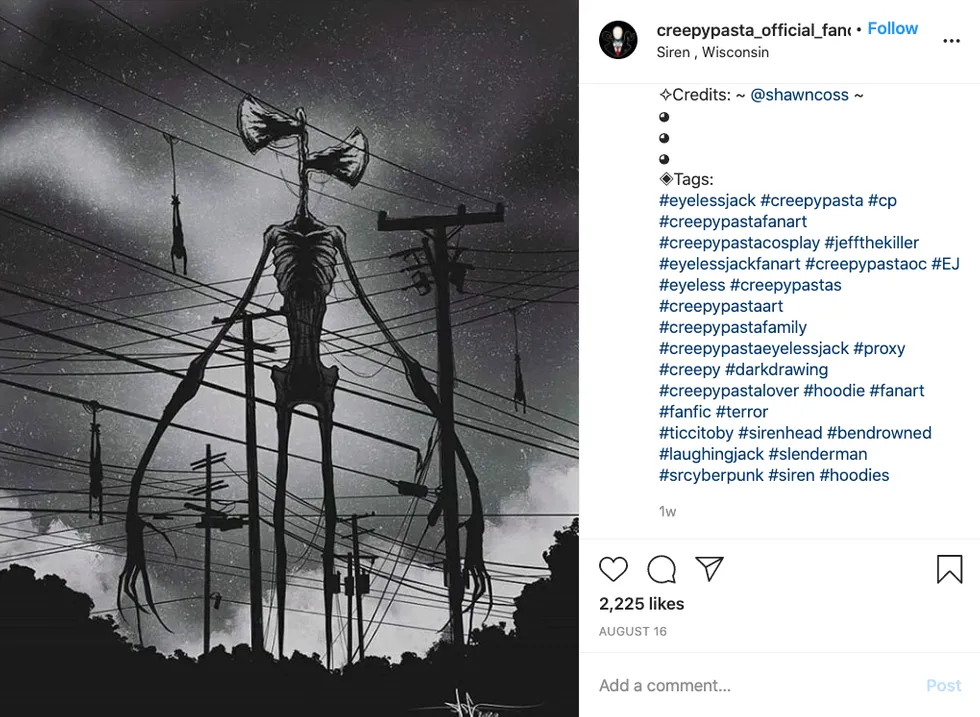 creepypasta_official_fanc • Follow
Siren , Wisconsin
✧Credits: ~ @shawncoss ~
◈Tags:
#eyelessjack #creepypasta #cp
#creepypastafanart
#creepypastacosplay #jeffthekiller
#eyelessjackfanart #creepypastaoc #EJ
#eyeless #creepypastas
#creepypastaart
#creepypastafamily
#creepypastaeyelessjack #proxy
#creepy #darkdrawing
#creepypastalover #hoodie #fanart
#fanfic #terror
#ticcitoby #sirenhead #bendrowned
#laughingjack #slenderman
#srcyberpunk #siren #hoodies
1w
2,225 likes
AUGUST 16
Add a comment...
Post